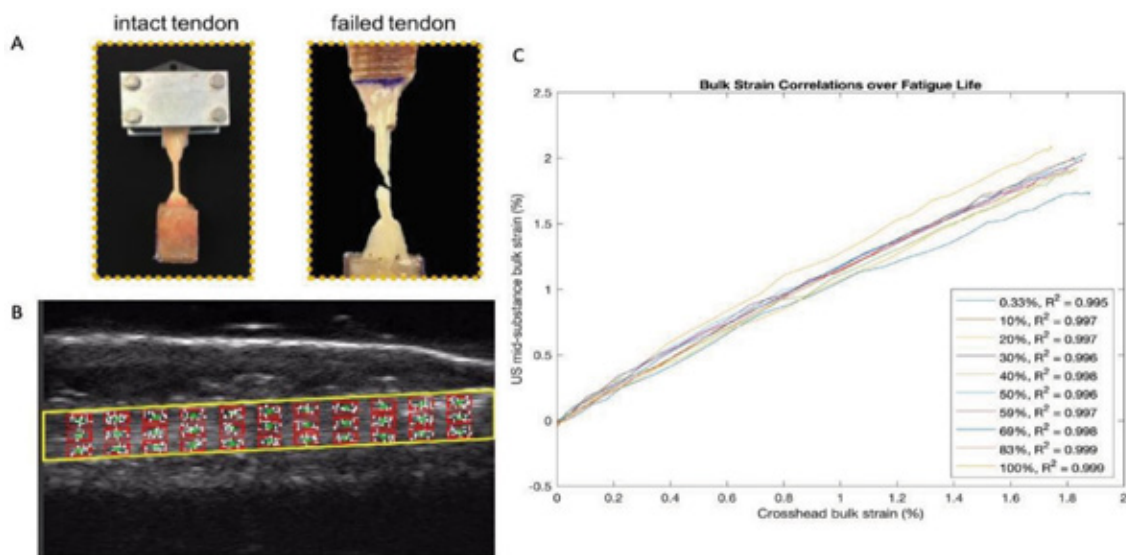 A
intact tendon
failed tendon
B
C
Bulk Strain Correlations over Fatigue Life
US mid-substance bulk strain (%)
2.5
2
1.5
1
0.5
0
-0.5
0
0.2
0.4
0.6
0.8
1
1.2
1.4
1.6
1.8
2
Crosshead bulk strain (%)
0.33%, R² = 0.995
10%, R² = 0.997
20%, R² = 0.997
30%, R² = 0.996
40%, R² = 0.998
50%, R² = 0.996
59%, R² = 0.997
69%, R² = 0.998
83%, R² = 0.999
100%, R² = 0.999